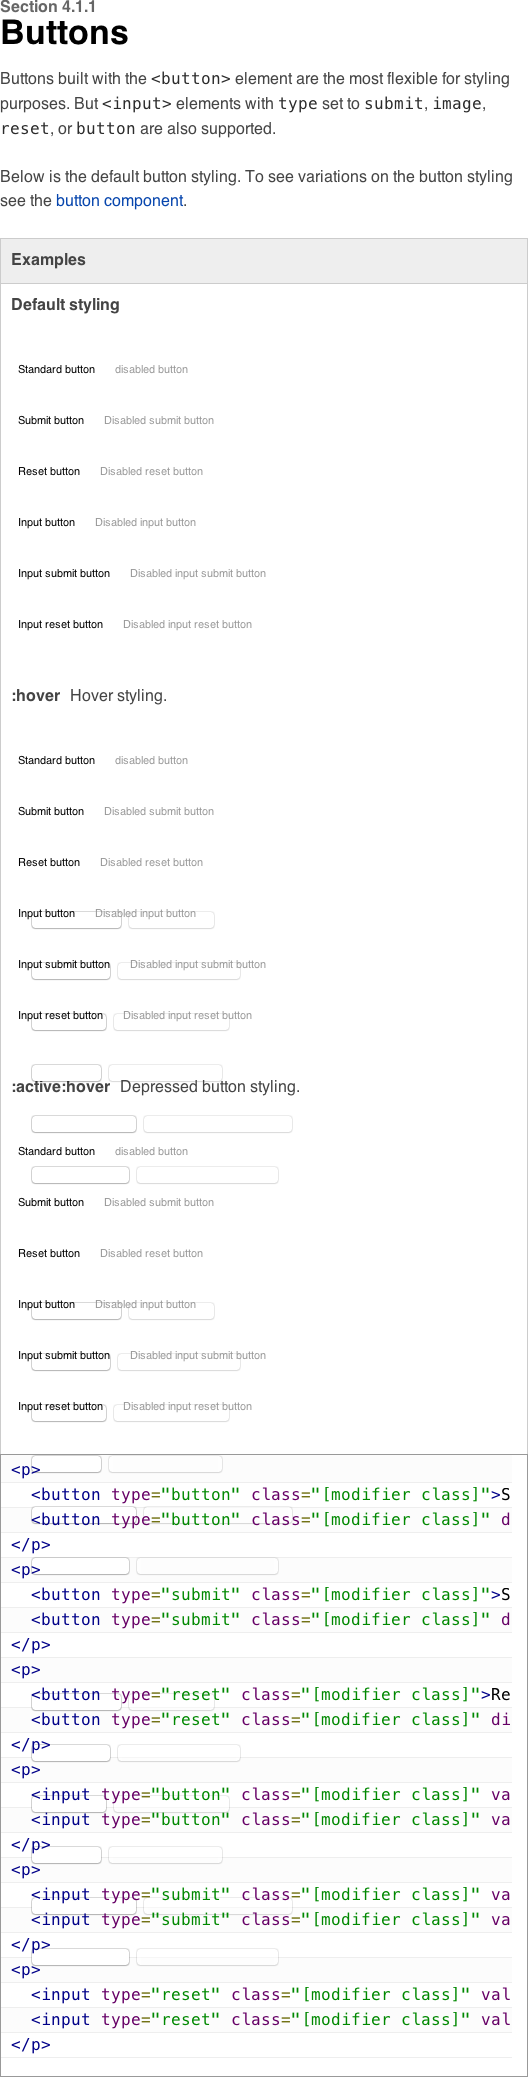 Section 4.1.1
Buttons
Buttons built with the <button> element are the most flexible for styling
purposes. But <input> elements with type set to submit, image,
reset, or button are also supported.
Below is the default button styling. To see variations on the button styling
see the button component.
Examples
Default styling
Standard button disabled button
Submit button Disabled submit button
Reset button Disabled reset button
Input button Disabled input button
Input submit button Disabled input submit button
Input reset button Disabled input reset button
:hover Hover styling.
Standard button disabled button
Submit button Disabled submit button
Reset button Disabled reset button
Input button Disabled input button
Input submit button Disabled input submit button
Input reset button Disabled input reset button
:active:hover Depressed button styling.
Standard button disabled button
Submit button Disabled submit button
Reset button Disabled reset button
Input button Disabled input button
Input submit button Disabled input submit button
Input reset button Disabled input reset button
<p>
<button type="button" class="[modifier class]">S
<button type="button" class="[modifier class]" d
</p>
<p>
<button type="submit" class="[modifier class]">S
<button type="submit" class="[modifier class]" d
</p>
<p>
<button type="reset" class="[modifier class]">Re
<button type="reset" class="[modifier class]" di
</p>
<p>
<input type="button" class="[modifier class]" va
<input type="button" class="[modifier class]" va
</p>
<p>
<input type="submit" class="[modifier class]" va
<input type="submit" class="[modifier class]" va
</p>
<p>
<input type="reset" class="[modifier class]" val
<input type="reset" class="[modifier class]" val
</p>